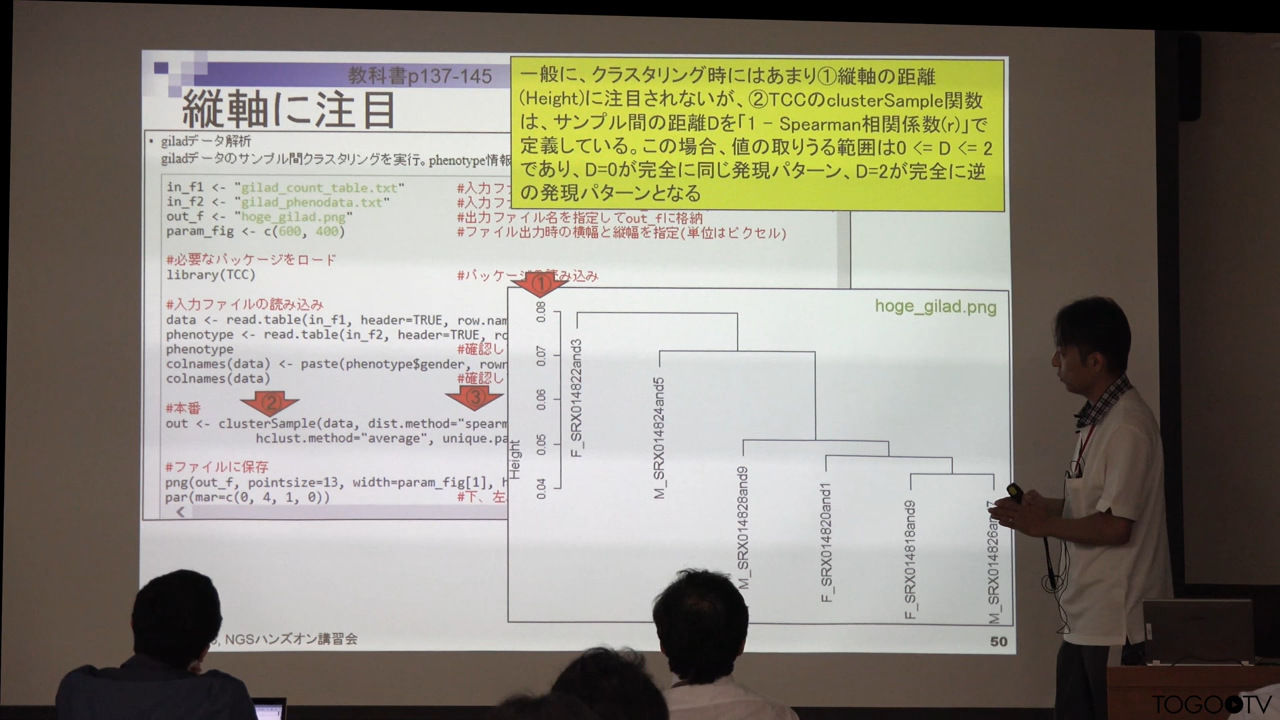 教科書p137-145
縦軸に注目
一般に、クラスタリング時にはあまり①縦軸の距離
(Height)に注目されないが、②TCCのclusterSample関数
は、サンプル間の距離Dを「1 - Spearman相関係数(r)」で
定義している。この場合、値の取りうる範囲は0 <= D <= 2
であり、D=0が完全に同じ発現パターン、D=2が完全に逆
の発現パターンとなる
• giladデータ解析
giladデータのサンプル間クラスタリングを実行。phenotype情報
in_f1 <- "gilad_count_table.txt" #入力フ
in_f2 <- "gilad_phenodata.txt" #入力フ
out_f <- "hoge_gilad.png" #出力ファイル名を指定してout_fに格納
param_fig <- c(600, 400) #ファイル出力時の横幅と縦幅を指定(単位はピクセル)
#必要なパッケージをロード
library(TCC) #パッケージの読み込み
#入力ファイルの読み込み
data <- read.table(in_f1, header=TRUE, row.nam
phenotype <- read.table(in_f2, header=TRUE, ro
phenotype #確認し
colnames(data) <- paste(phenotype$gender, rown
colnames(data) #確認し
② ③
#本番
out <- clusterSample(data, dist.method="spearm
hclust.method="average", unique.pa
#ファイルに保存
png(out_f, pointsize=13, width=param_fig[1], h
par(mar=c(0, 4, 1, 0)) #下、左
①
hoge_gilad.png
Height
0.08
0.07
0.06
0.05
0.04
F_SRX014822and3
M_SRX014824and5
M_SRX014828and9
F_SRX014820and1
F_SRX014818and9
M_SRX014826an 7
, NGSハンズオン講習会
50
TOGOTV